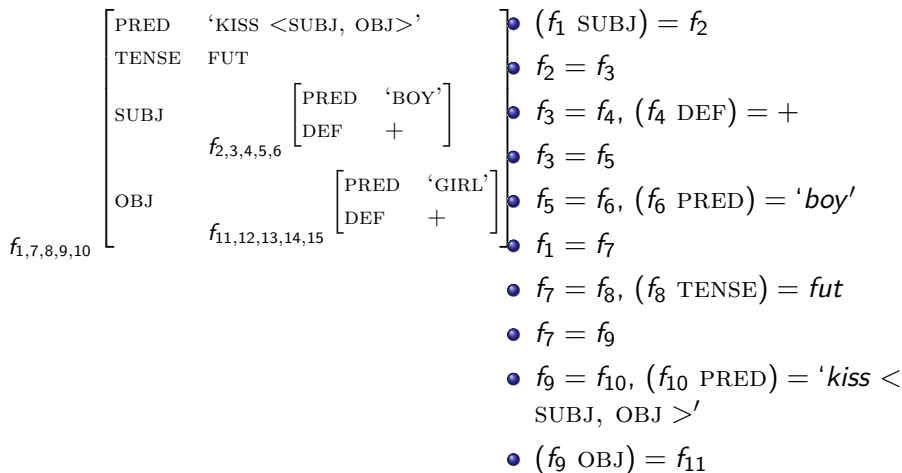 PRED ‘KISS <SUBJ, OBJ>’
TENSE FUT
SUBJ f2,3,4,5,6 [PRED ‘BOY’
DEF +]
OBJ f11,12,13,14,15 [PRED ‘GIRL’
DEF +]
f1,7,8,9,10
(f1 SUBJ) = f2
f2 = f3
f3 = f4, (f4 DEF) = +
f3 = f5
f5 = f6, (f6 PRED) = ‘boy′
f1 = f7
f7 = f8, (f8 TENSE) = fut
f7 = f9
f9 = f10, (f10 PRED) = ‘kiss <
SUBJ, OBJ >′
(f9 OBJ) = f11